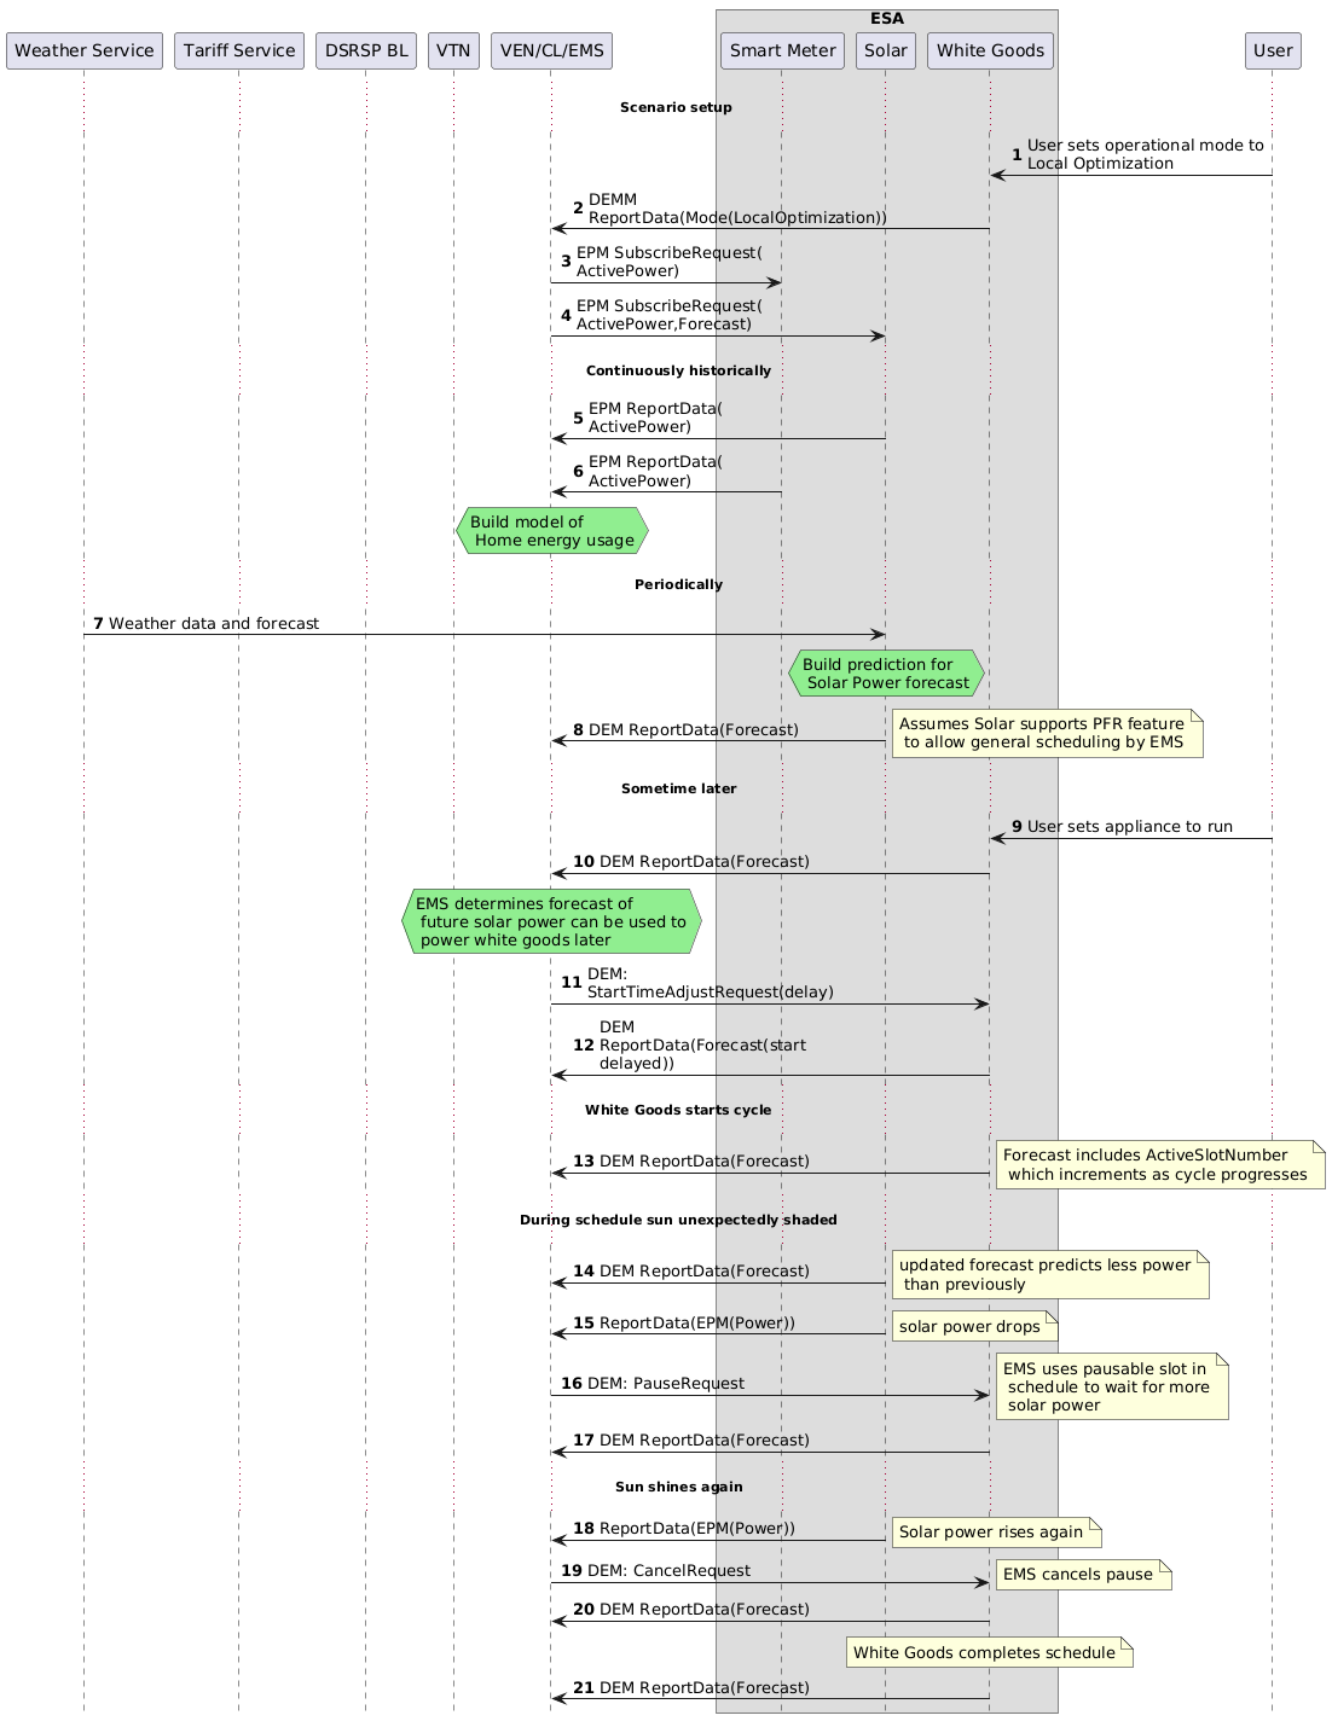 ESA
Weather Service
Tariff Service
DSRSP BL
VTN
VEN/CL/EMS
Smart Meter
Solar
White Goods
User
Scenario setup
1 User sets operational mode to
Local Optimization
2 DEMM
ReportData(Mode(LocalOptimization))
3 EPM SubscribeRequest(
ActivePower)
4 EPM SubscribeRequest(
ActivePower,Forecast)
Continuously historically
5 EPM ReportData(
ActivePower)
6 EPM ReportData(
ActivePower)
Build model of
Home energy usage
Periodically
7 Weather data and forecast
Build prediction for
Solar Power forecast
8 DEM ReportData(Forecast)
Assumes Solar supports PFR feature
to allow general scheduling by EMS
Sometime later
9 User sets appliance to run
10 DEM ReportData(Forecast)
EMS determines forecast of
future solar power can be used to
power white goods later
11 DEM:
StartTimeAdjustRequest(delay)
12 DEM
ReportData(Forecast(start
delayed))
White Goods starts cycle
13 DEM ReportData(Forecast)
Forecast includes ActiveSlotNumber
which increments as cycle progresses
During schedule sun unexpectedly shaded
14 DEM ReportData(Forecast)
updated forecast predicts less power
than previously
15 ReportData(EPM(Power))
solar power drops
16 DEM: PauseRequest
EMS uses pausable slot in
schedule to wait for more
solar power
17 DEM ReportData(Forecast)
Sun shines again
18 ReportData(EPM(Power))
Solar power rises again
19 DEM: CancelRequest
EMS cancels pause
20 DEM ReportData(Forecast)
White Goods completes schedule
21 DEM ReportData(Forecast)